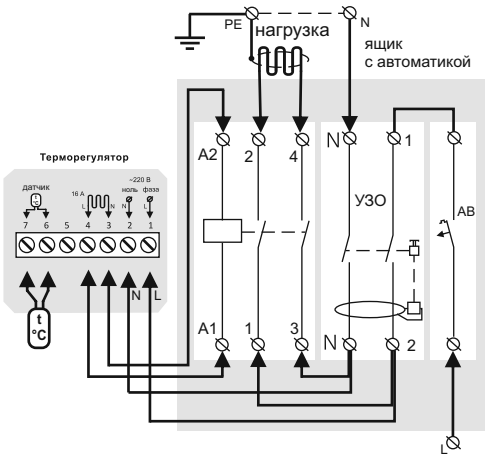 PE
N
нагрузка
ящик
с автоматикой
A2
2
4
N
1
Терморегулятор
~220 В
датчик
16 А
ноль
фаза
t
°C
L
N
N
L
7
6
5
4
3
2
1
УЗО
АВ
N
L
t
°C
A1
1
3
N
2
L